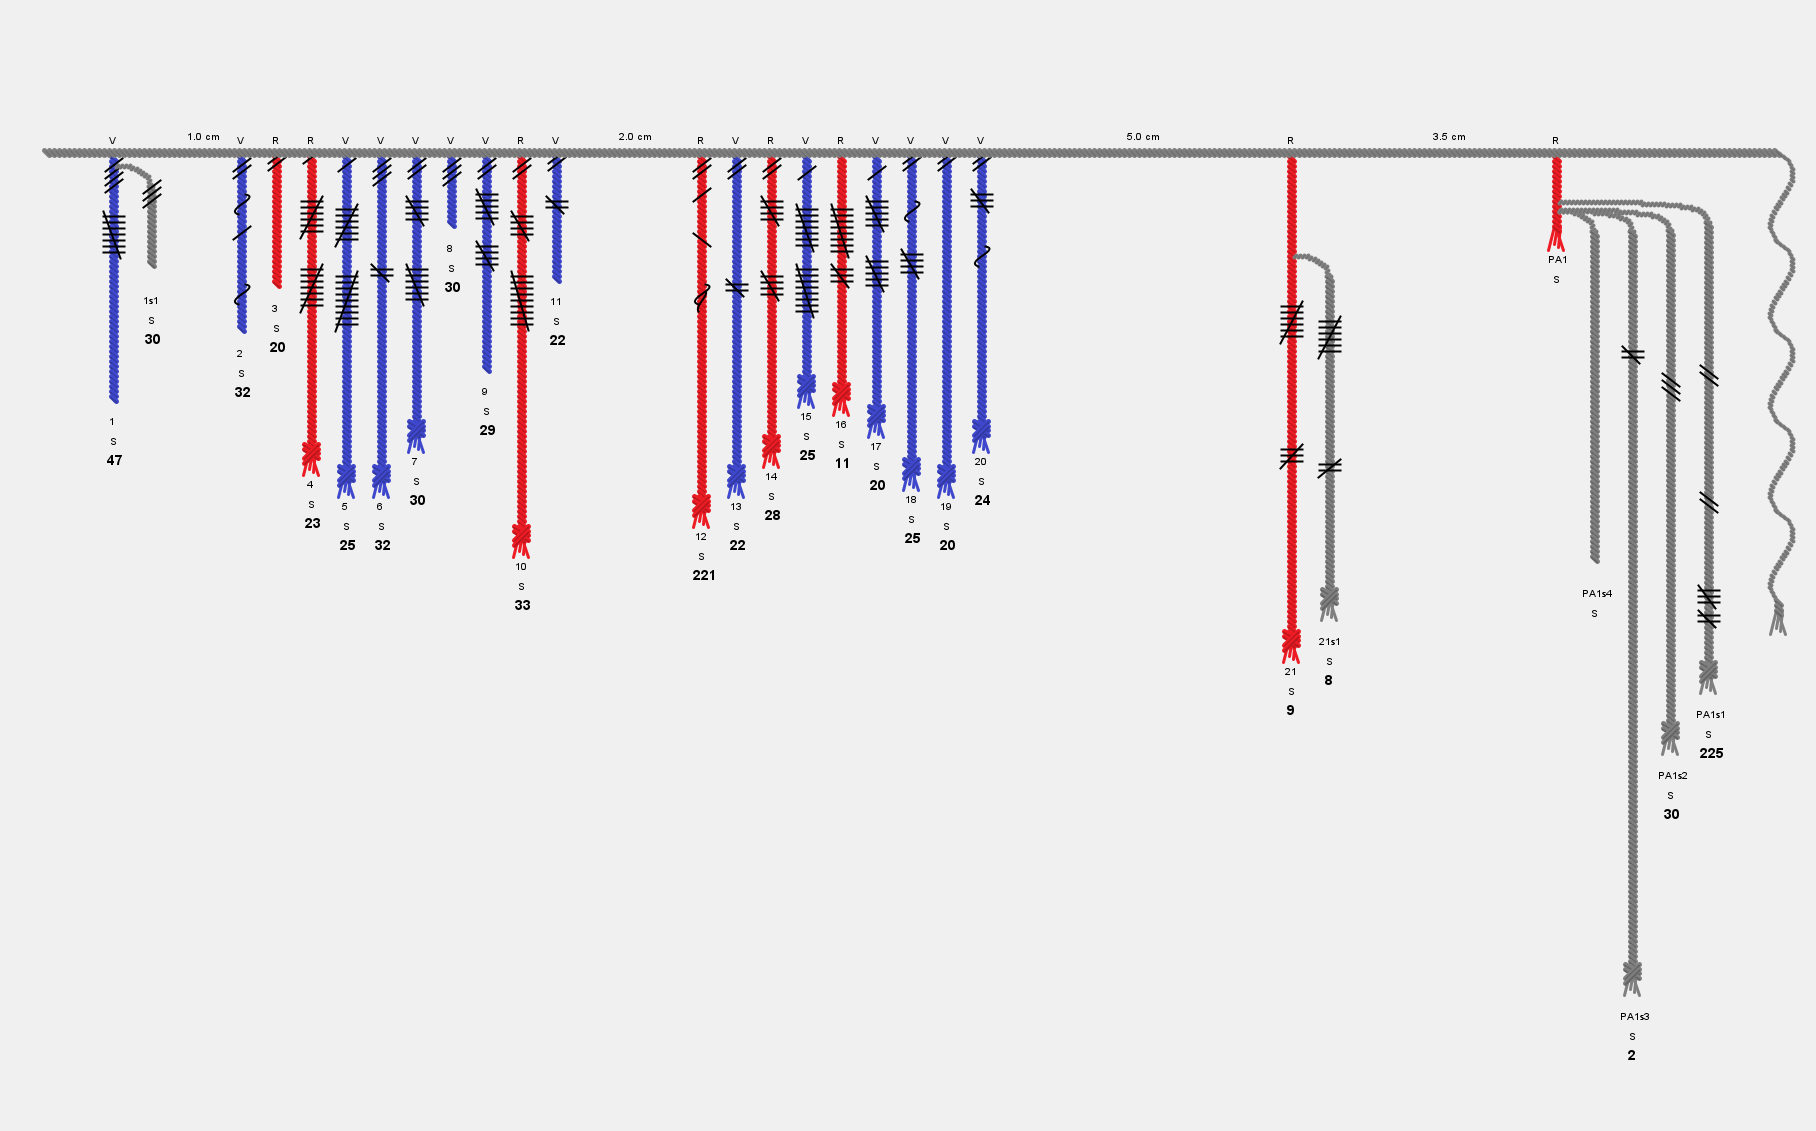 1.0 cm 2.0 cm 5.0 cm 3.5 cm
V V R R V V V V V R V R V R V R V V V V R R
PA1
S
8
S
30
1s1
S
30
3
S
20
11
S
22
2
S
32
9
S
29
1
S
47
15
S
25
16
S
11
17
S
20
7
S
30
20
S
24
14
S
28
4
S
23
18
S
25
5
S
25
6
S
32
13
S
22
19
S
20
12
S
221
10
S
33
PA1s4
S
21s1
S
8
21
S
9
PA1s1
S
225
PA1s2
S
30
PA1s3
S
2